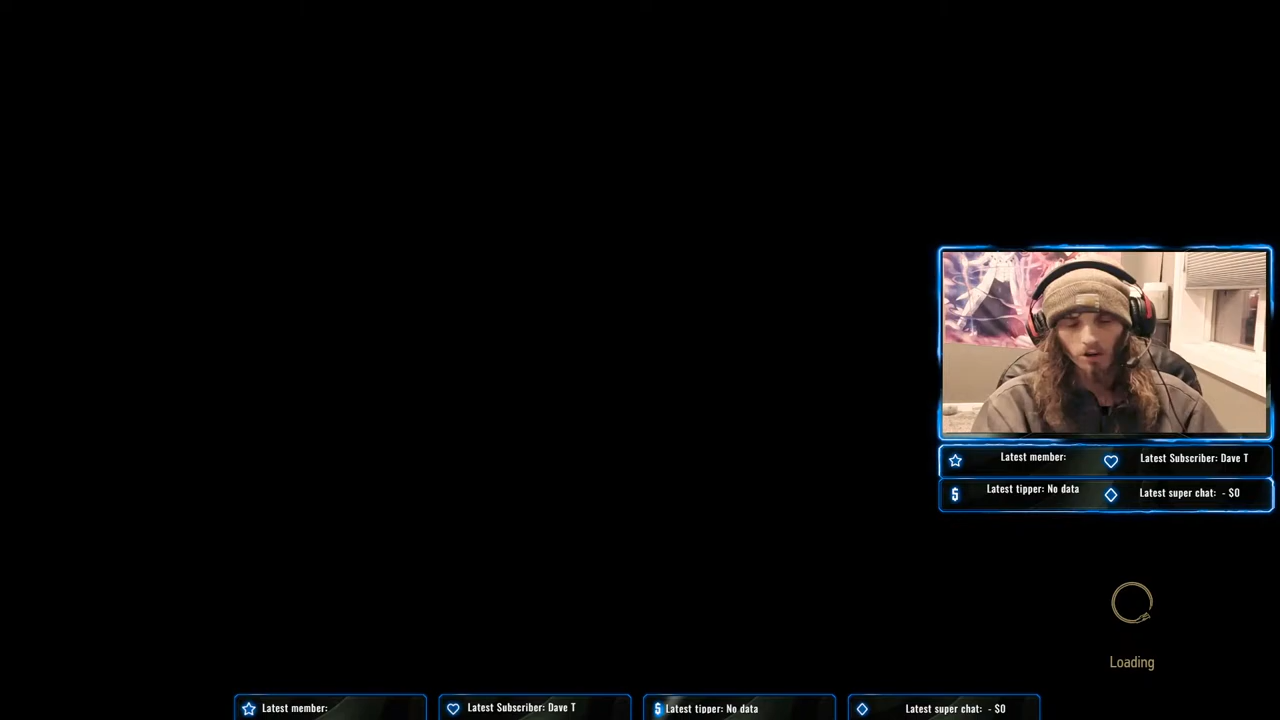 Latest member:
Latest Subscriber: Dave T
Latest tipper: No data
Latest super chat: - $0
Loading
Latest member:
Latest Subscriber: Dave T
Latest tipper: No data
Latest super chat: - $0